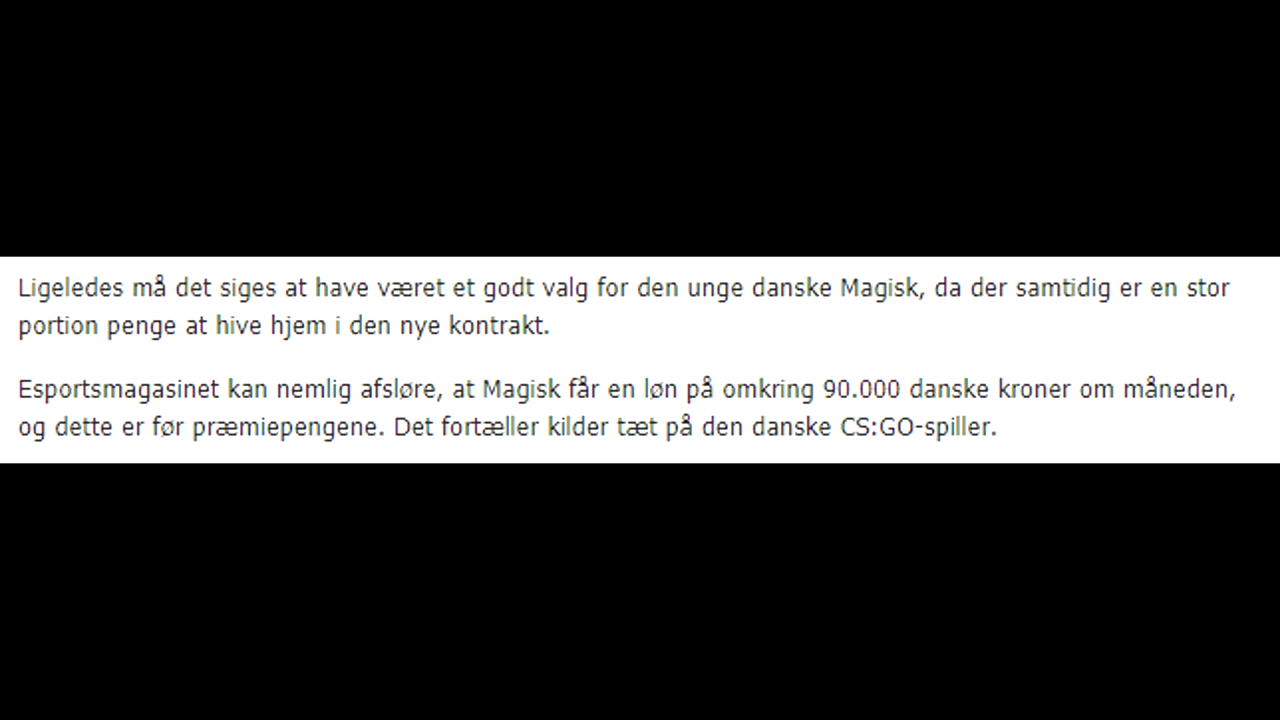 Ligeledes må det siges at have været et godt valg for den unge danske Magisk, da der samtidig er en stor
portion penge at hive hjem i den nye kontrakt.
Esportsmagasinet kan nemlig afsløre, at Magisk får en løn på omkring 90.000 danske kroner om måneden,
og dette er før præmiepengene. Det fortæller kilder tæt på den danske CS:GO-spiller.